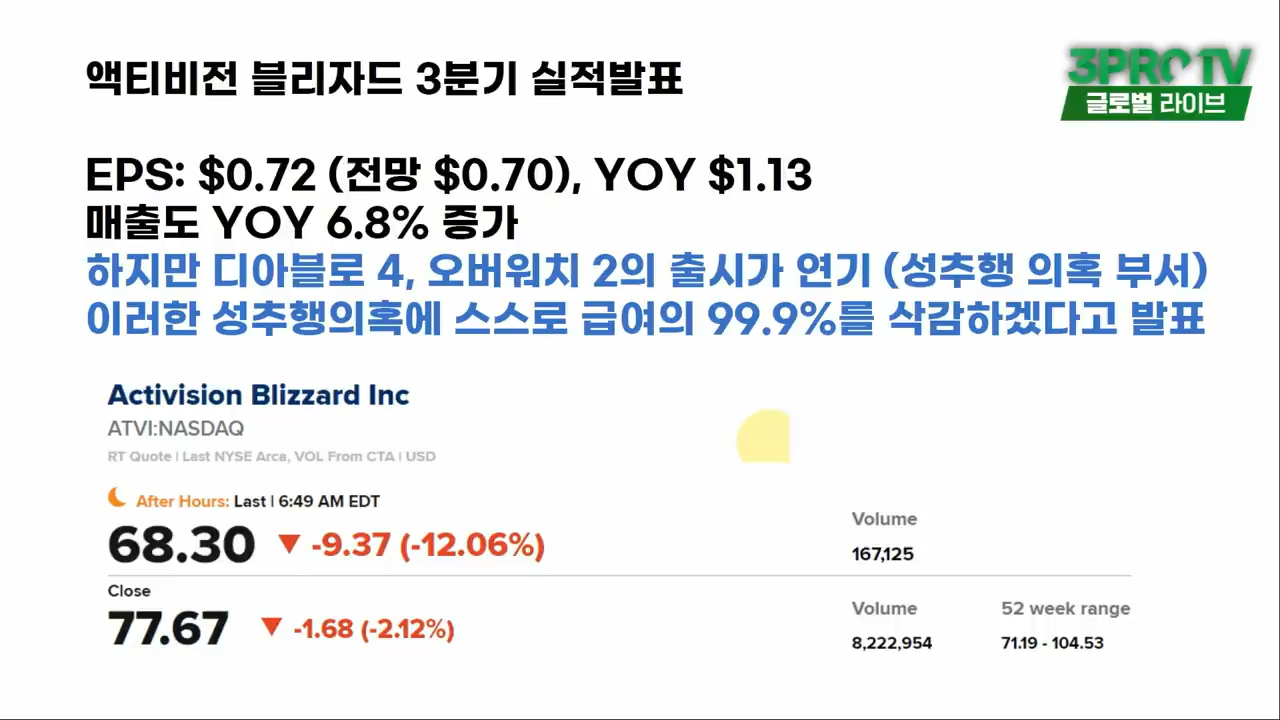 액티비전 블리자드 3분기 실적발표
3PROTV
글로벌 라이브
EPS: $0.72 (전망 $0.70), YOY $1.13
매출도 YOY 6.8% 증가
하지만 디아블로 4, 오버워치 2의 출시가 연기 (성추행 의혹 부서)
이러한 성추행의혹에 스스로 급여의 99.9%를 삭감하겠다고 발표
Activision Blizzard Inc
ATVI:NASDAQ
RT Quote | Last NYSE Arca, VOL From CTA | USD
After Hours: Last | 6:49 AM EDT
68.30 ▼ -9.37 (-12.06%)
Volume
167,125
Close
77.67 ▼ -1.68 (-2.12%)
Volume
8,222,954
52 week range
71.19 - 104.53